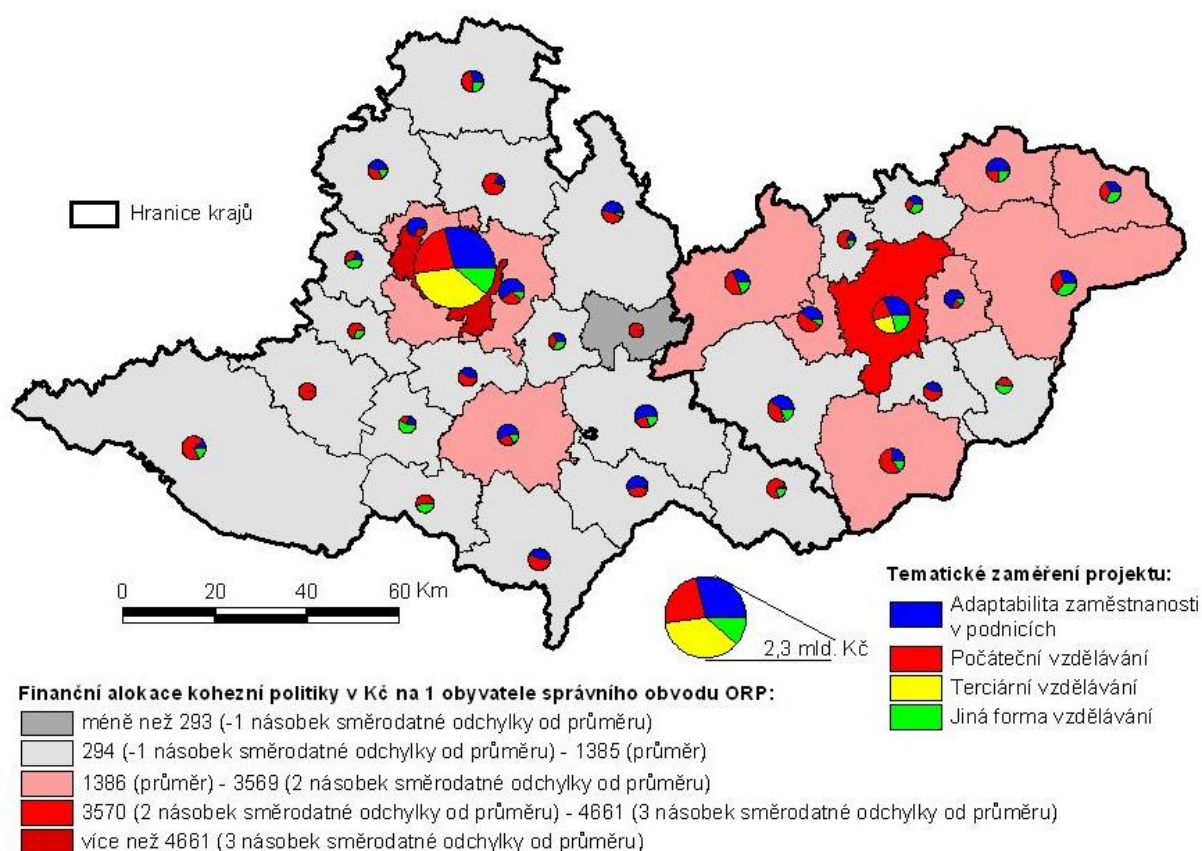 Hranice krajů
0 20 40 60 Km
2,3 mld. Kč
Tematické zaměření projektu:
Adaptabilita zaměstnanosti
v podnicích
Počáteční vzdělávání
Terciární vzdělávání
Jiná forma vzdělávání
Finanční alokace kohezní politiky v Kč na 1 obyvatele správního obvodu ORP:
méně než 293 (-1 násobek směrodatné odchylky od průměru)
294 (-1 násobek směrodatné odchylky od průměru) - 1385 (průměr)
1386 (průměr) - 3569 (2 násobek směrodatné odchylky od průměru)
3570 (2 násobek směrodatné odchylky od průměru) - 4661 (3 násobek směrodatné odchylky od průměru)
více než 4661 (3 násobek směrodatné odchylky od průměru)